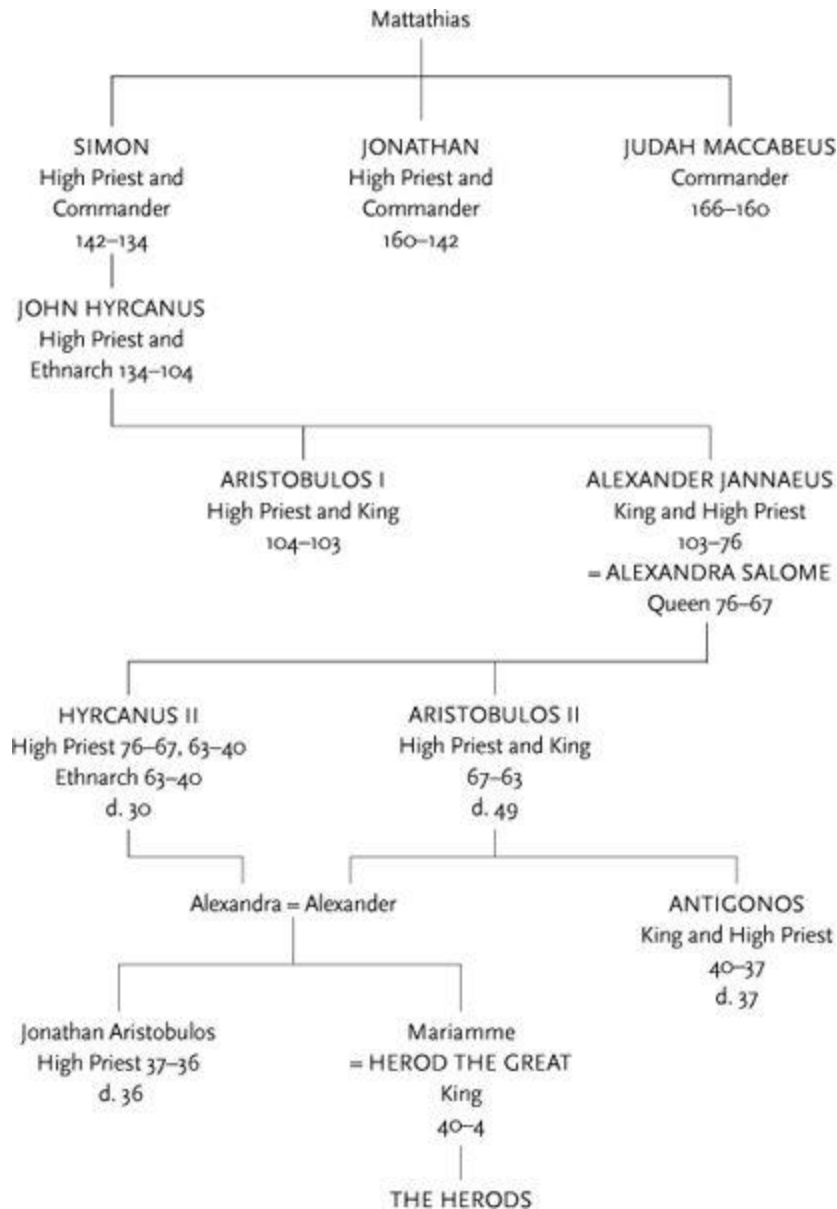 Mattathias
SIMON
High Priest and
Commander
142–134
JONATHAN
High Priest and
Commander
160–142
JUDAH MACCABEUS
Commander
166–160
JOHN HYRCANUS
High Priest and
Ethnarch 134–104
ARISTOBULOS I
High Priest and King
104–103
ALEXANDER JANNAEUS
King and High Priest
103–76
= ALEXANDRA SALOME
Queen 76–67
HYRCANUS II
High Priest 76–67, 63–40
Ethnarch 63–40
d. 30
ARISTOBULOS II
High Priest and King
67–63
d. 49
Alexandra = Alexander
ANTIGONOS
King and High Priest
40–37
d. 37
Jonathan Aristobulos
High Priest 37–36
d. 36
Mariamme
= HEROD THE GREAT
King
40–4
THE HERODS